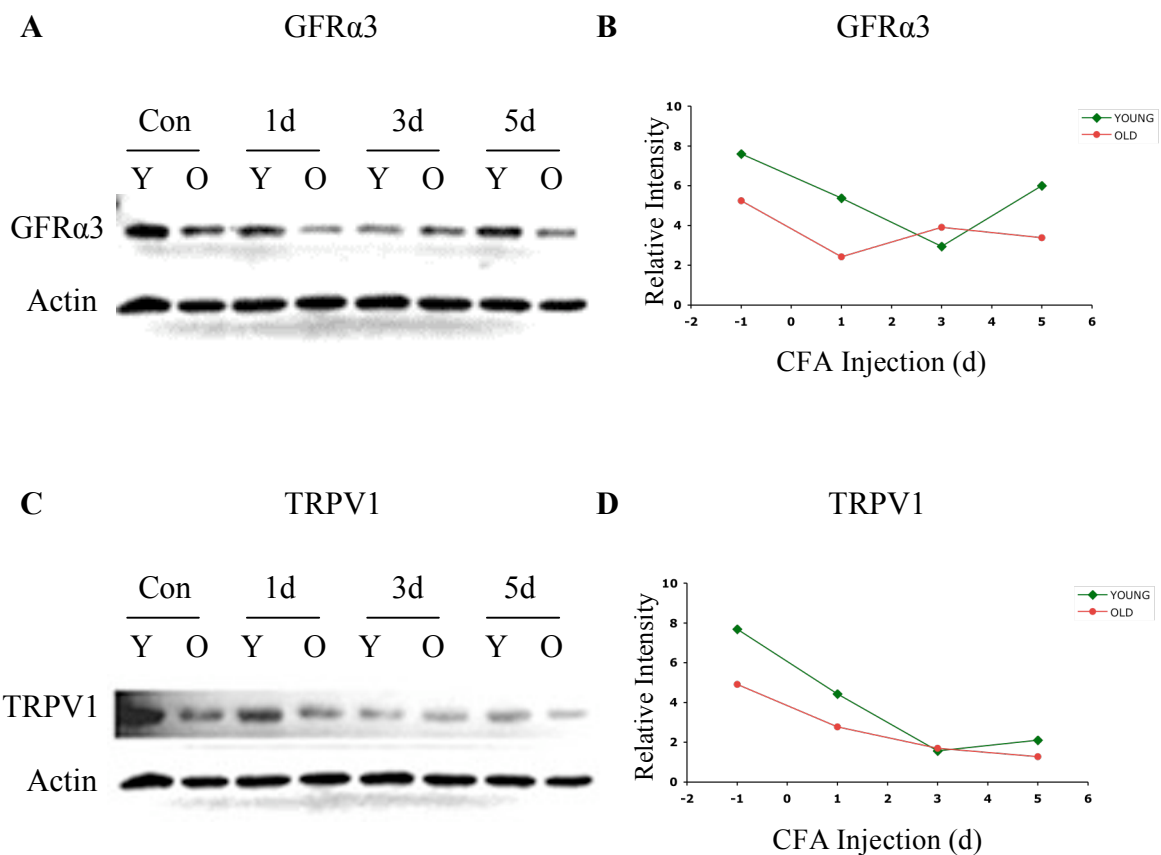 A GFRα3
Con 1d 3d 5d
Y O Y O Y O Y O
GFRα3
Actin
B GFRα3
10
8
6
4
2
0
-2 -1 0 1 2 3 4 5 6
Relative Intensity
CFA Injection (d)
YOUNG
OLD
C TRPV1
Con 1d 3d 5d
Y O Y O Y O Y O
TRPV1
Actin
D TRPV1
10
8
6
4
2
0
-2 -1 0 1 2 3 4 5 6
Relative Intensity
CFA Injection (d)
YOUNG
OLD